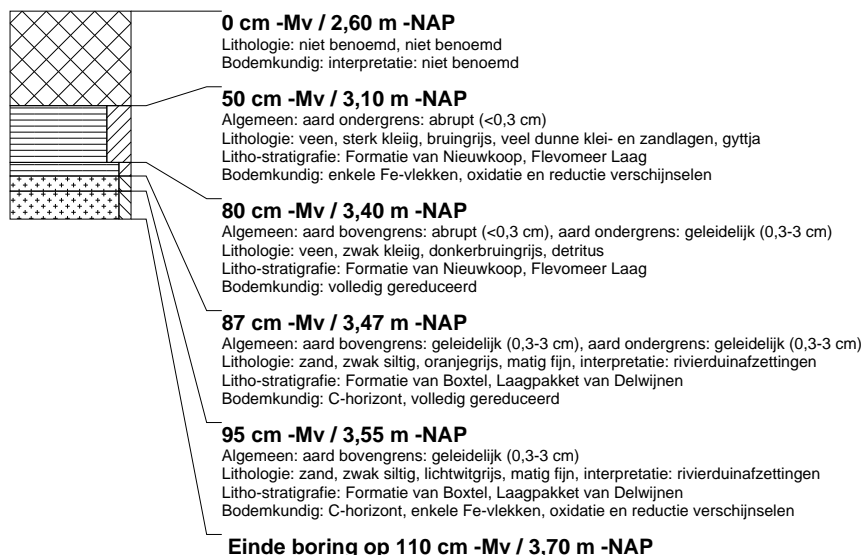 0 cm -Mv / 2,60 m -NAP
Lithologie: niet benoemd, niet benoemd
Bodemkundig: interpretatie: niet benoemd
50 cm -Mv / 3,10 m -NAP
Algemeen: aard ondergrens: abrupt (<0,3 cm)
Lithologie: veen, sterk kleiig, bruingrijs, veel dunne klei- en zandlagen, gyttja
Litho-stratigrafie: Formatie van Nieuwkoop, Flevomeer Laag
Bodemkundig: enkele Fe-vlekken, oxidatie en reductie verschijnselen
80 cm -Mv / 3,40 m -NAP
Algemeen: aard bovengrens: abrupt (<0,3 cm), aard ondergrens: geleidelijk (0,3-3 cm)
Lithologie: veen, zwak kleiig, donkerbruingrijs, detritus
Litho-stratigrafie: Formatie van Nieuwkoop, Flevomeer Laag
Bodemkundig: volledig gereduceerd
87 cm -Mv / 3,47 m -NAP
Algemeen: aard bovengrens: geleidelijk (0,3-3 cm), aard ondergrens: geleidelijk (0,3-3 cm)
Lithologie: zand, zwak siltig, oranjegrijs, matig fijn, interpretatie: rivierduinafzettingen
Litho-stratigrafie: Formatie van Boxtel, Laagpakket van Delwijnen
Bodemkundig: C-horizont, volledig gereduceerd
95 cm -Mv / 3,55 m -NAP
Algemeen: aard bovengrens: geleidelijk (0,3-3 cm)
Lithologie: zand, zwak siltig, lichtwitgrijs, matig fijn, interpretatie: rivierduinafzettingen
Litho-stratigrafie: Formatie van Boxtel, Laagpakket van Delwijnen
Bodemkundig: C-horizont, enkele Fe-vlekken, oxidatie en reductie verschijnselen
Einde boring op 110 cm -Mv / 3,70 m -NAP